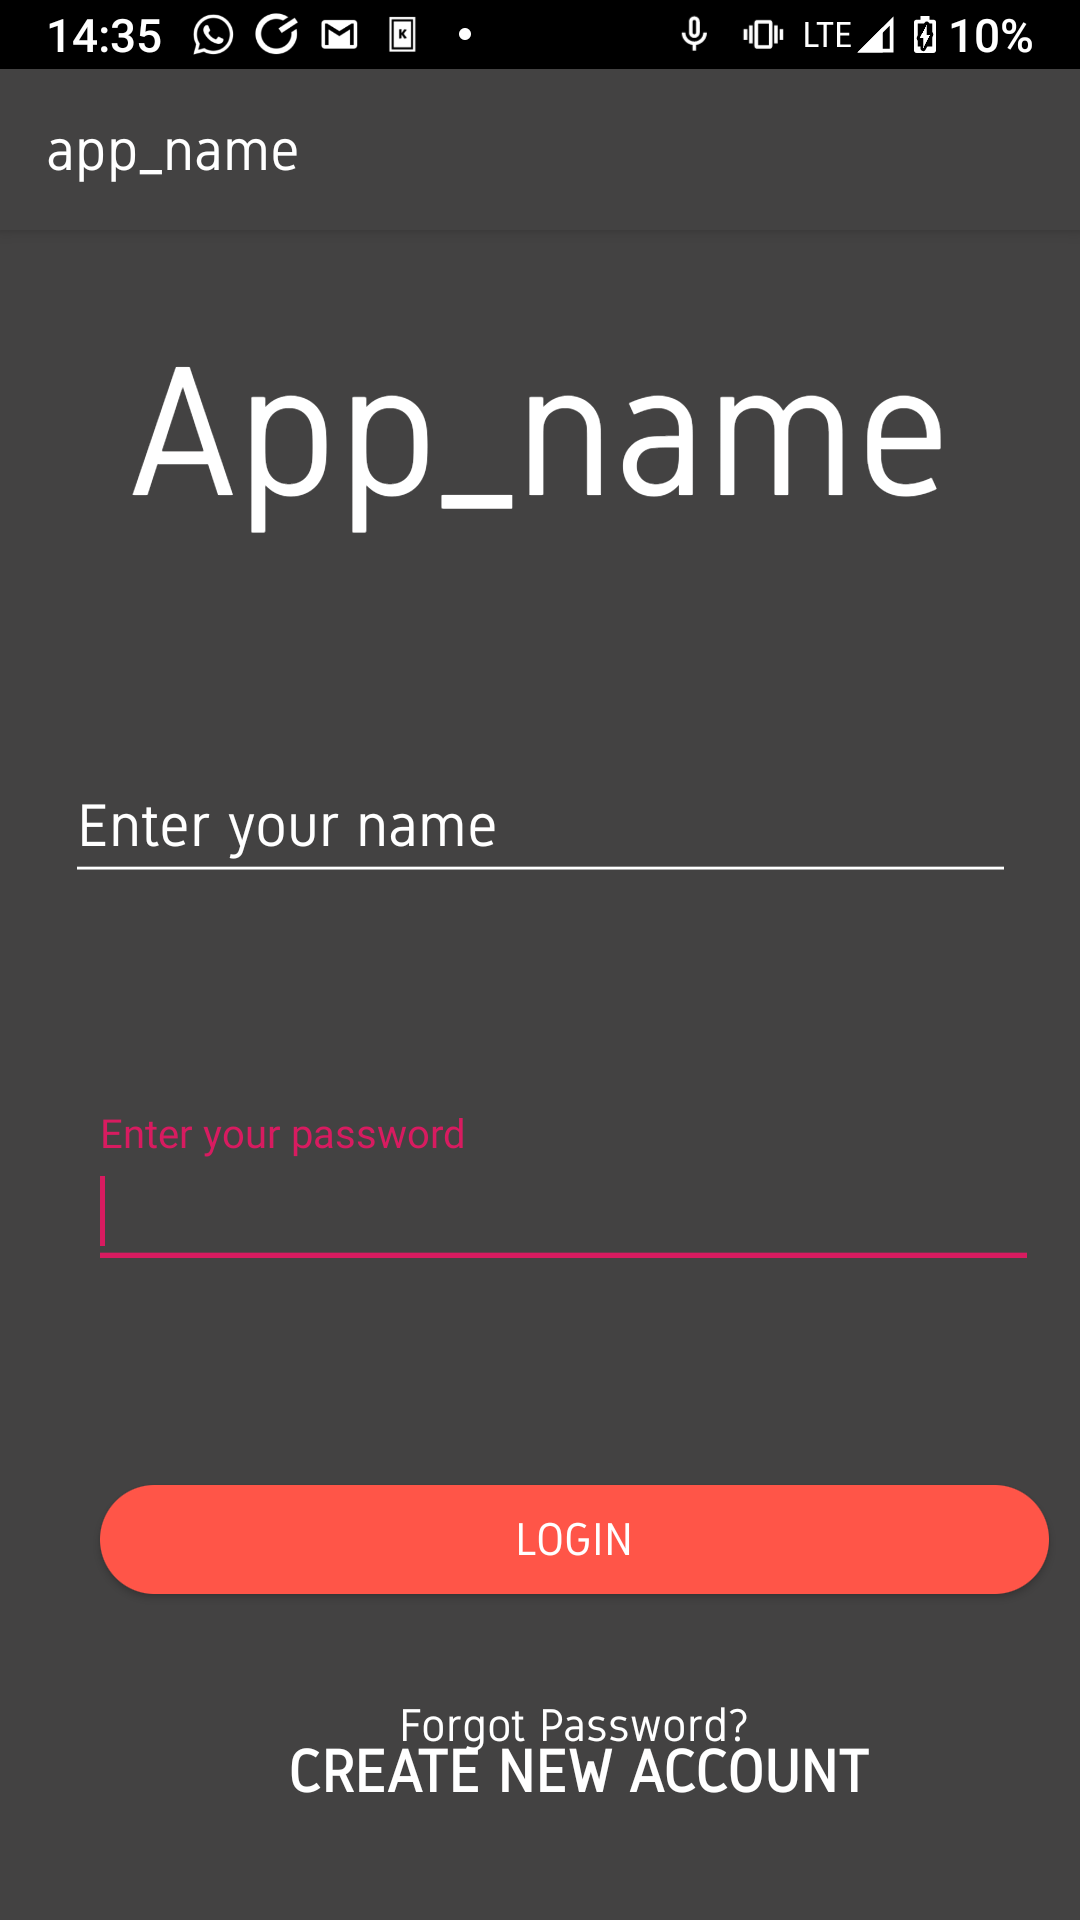 14:35 LTE 10%
app_name
App_name
Enter your name
Enter your password
LOGIN
Forgot Password?
CREATE NEW ACCOUNT